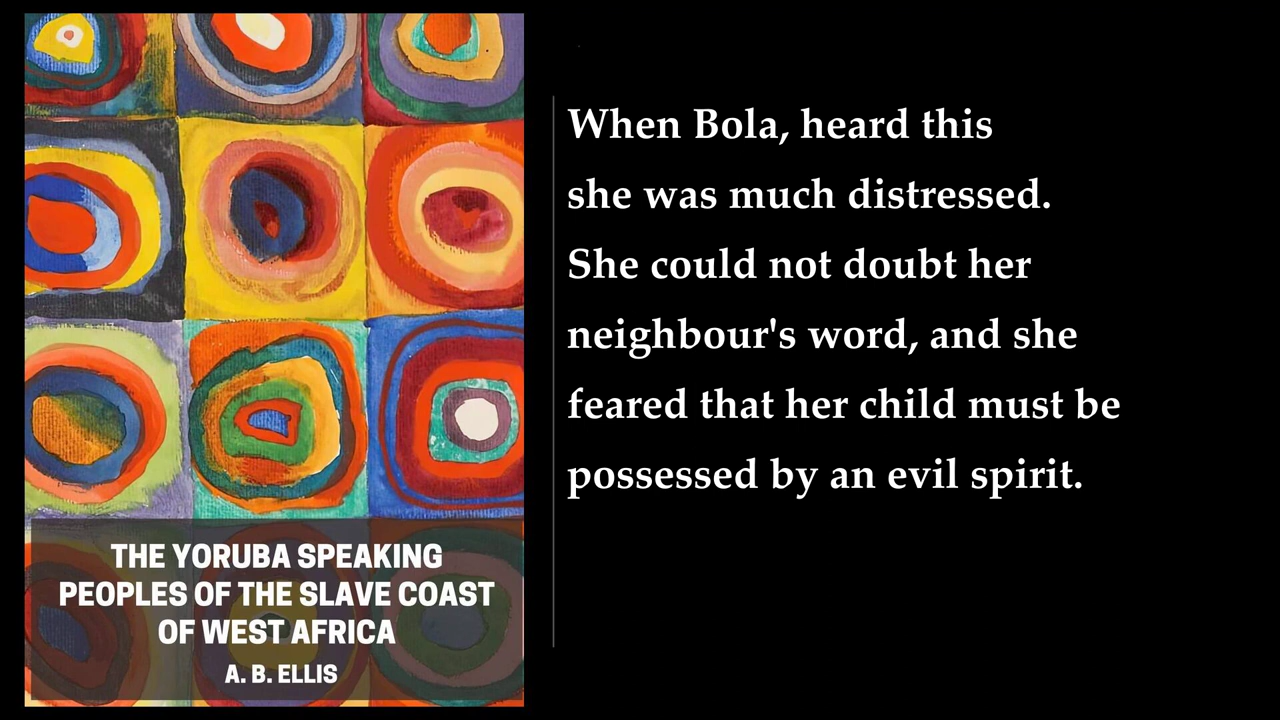 THE YORUBA SPEAKING
PEOPLES OF THE SLAVE COAST
OF WEST AFRICA
A. B. ELLIS
When Bola, heard this
she was much distressed.
She could not doubt her
neighbour's word, and she
feared that her child must be
possessed by an evil spirit.